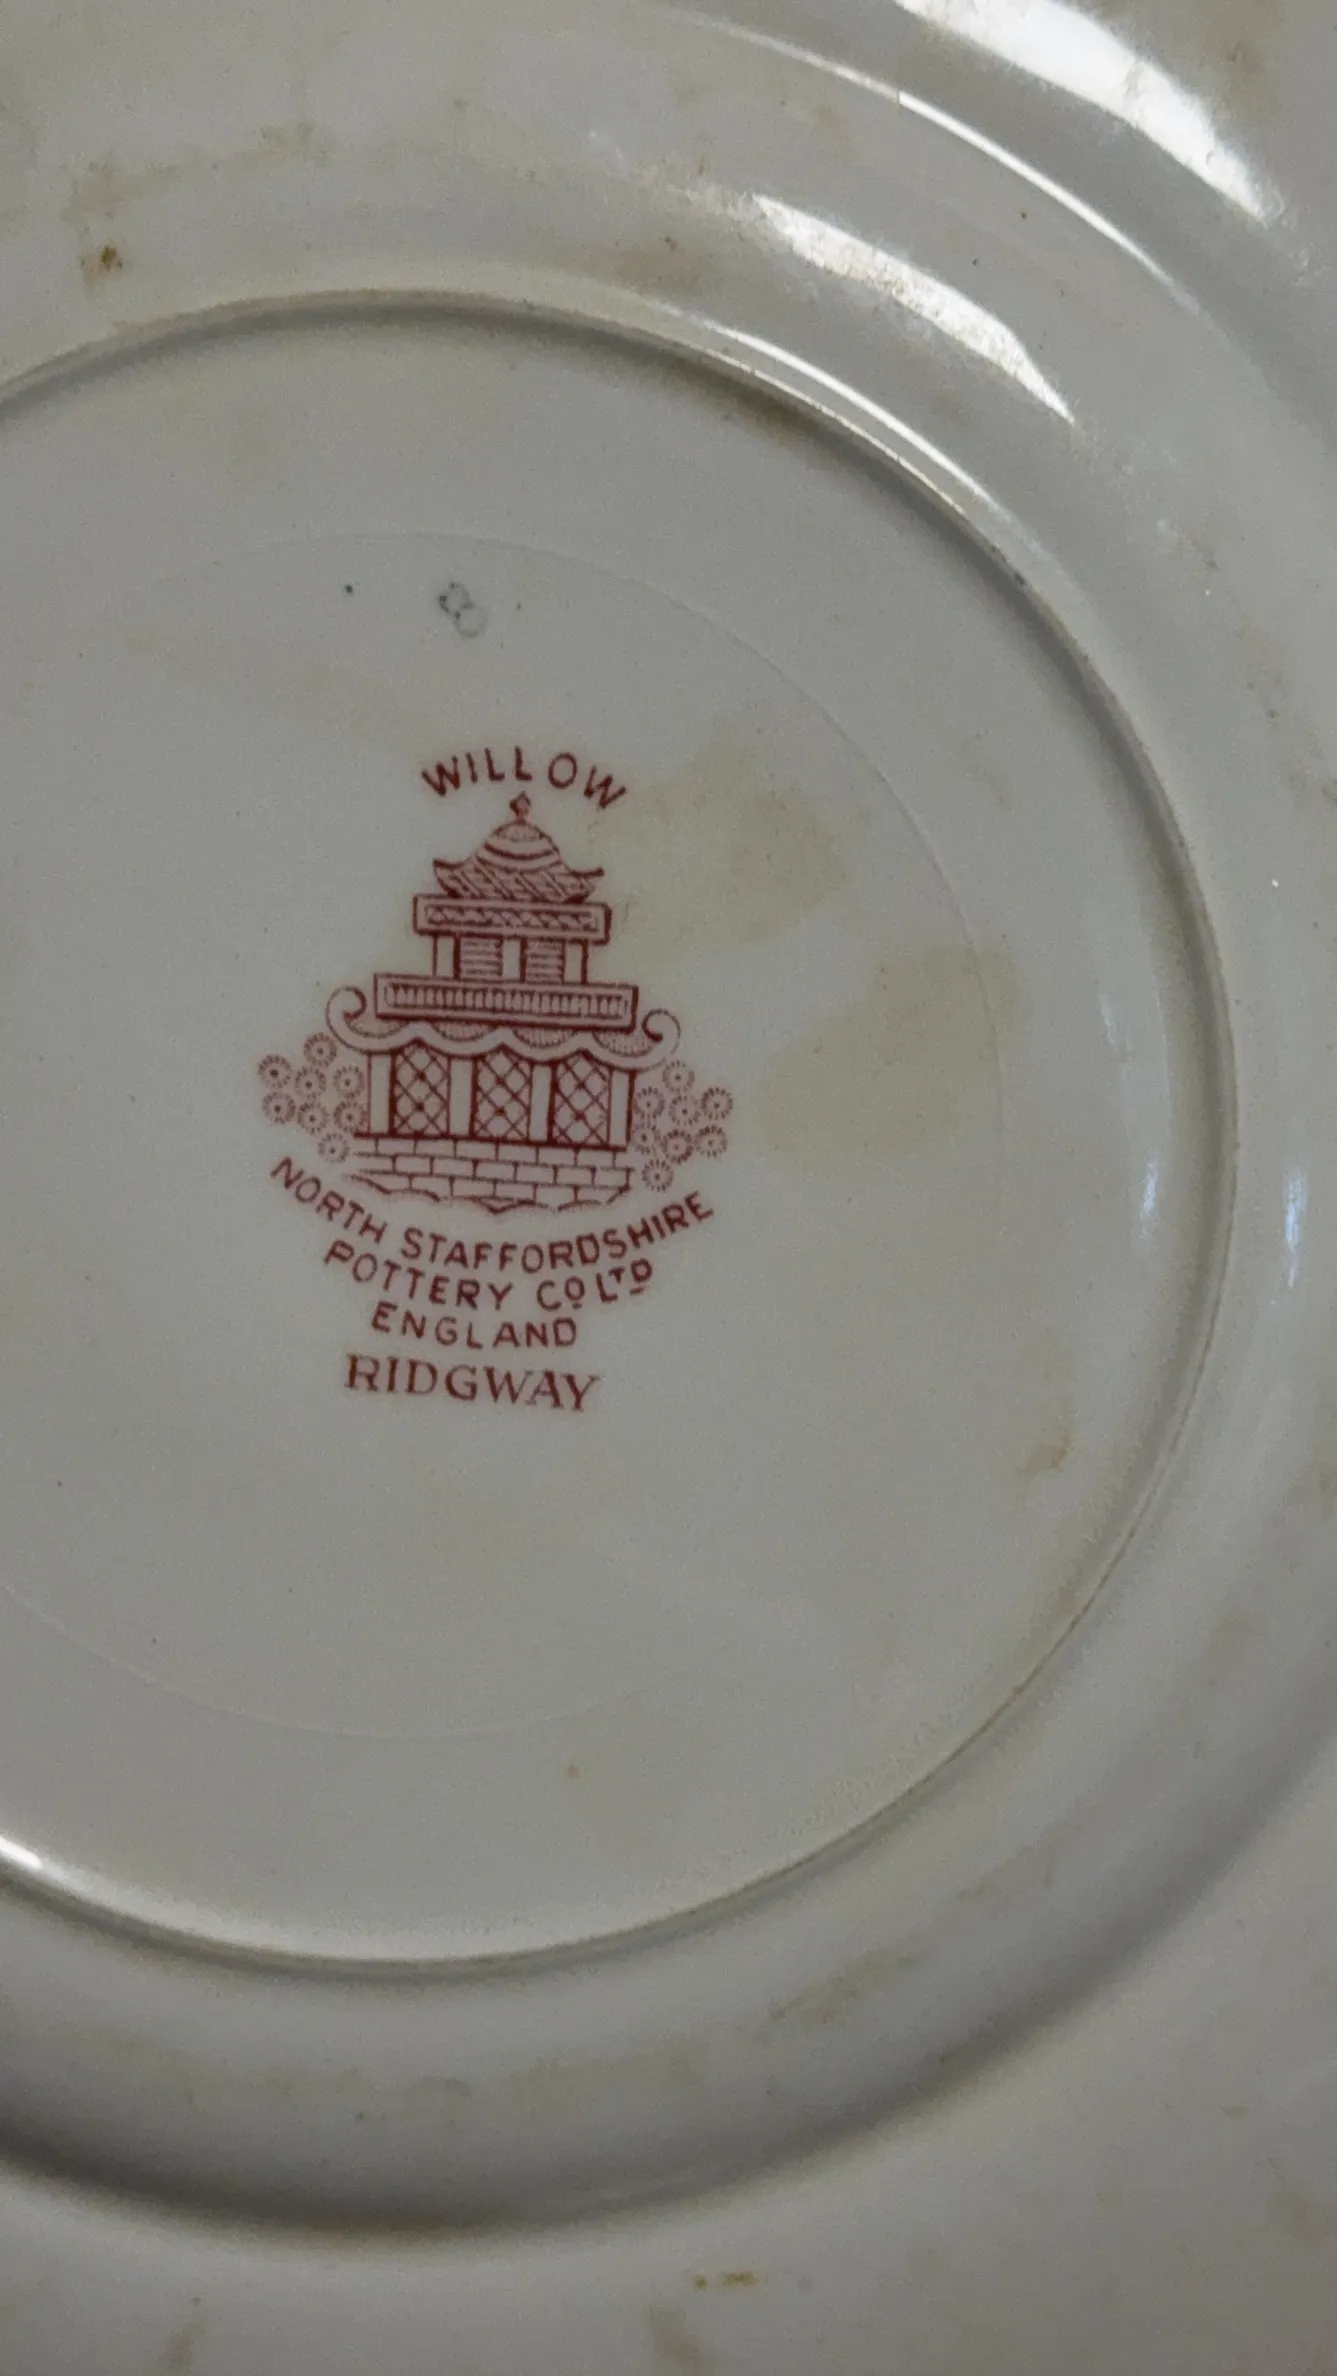 WILLOW
NORTH STAFFORDSHIRE
POTTERY CO LTD
ENGLAND
RIDGWAY